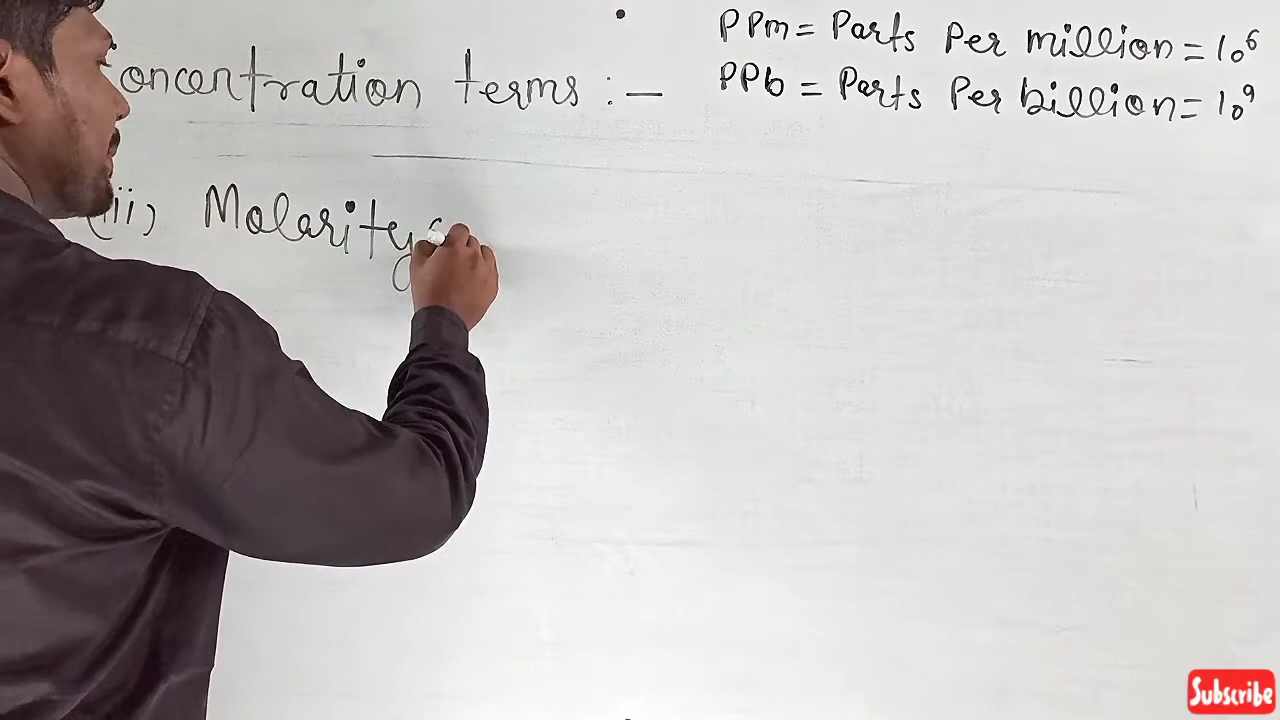 PPm = Parts Per million = 10⁶
oncentration terms :–
PPb = Parts Per billion = 10⁹
iii) Molarity
Subscribe